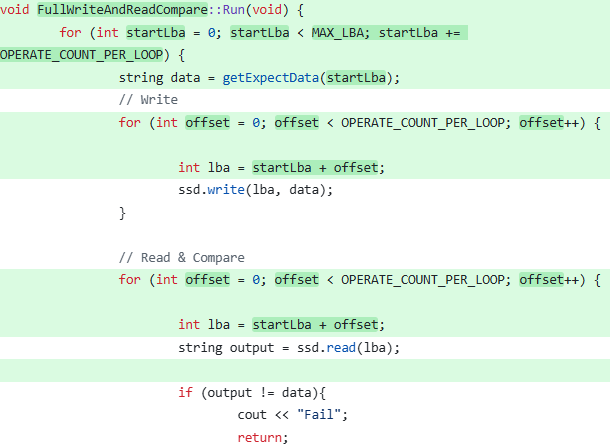 void FullWriteAndReadCompare::Run(void) {
for (int startLba = 0; startLba < MAX_LBA; startLba +=
OPERATE_COUNT_PER_LOOP) {
string data = getExpectData(startLba);
// Write
for (int offset = 0; offset < OPERATE_COUNT_PER_LOOP; offset++) {
int lba = startLba + offset;
ssd.write(lba, data);
}
// Read & Compare
for (int offset = 0; offset < OPERATE_COUNT_PER_LOOP; offset++) {
int lba = startLba + offset;
string output = ssd.read(lba);
if (output != data){
cout << "Fail";
return;